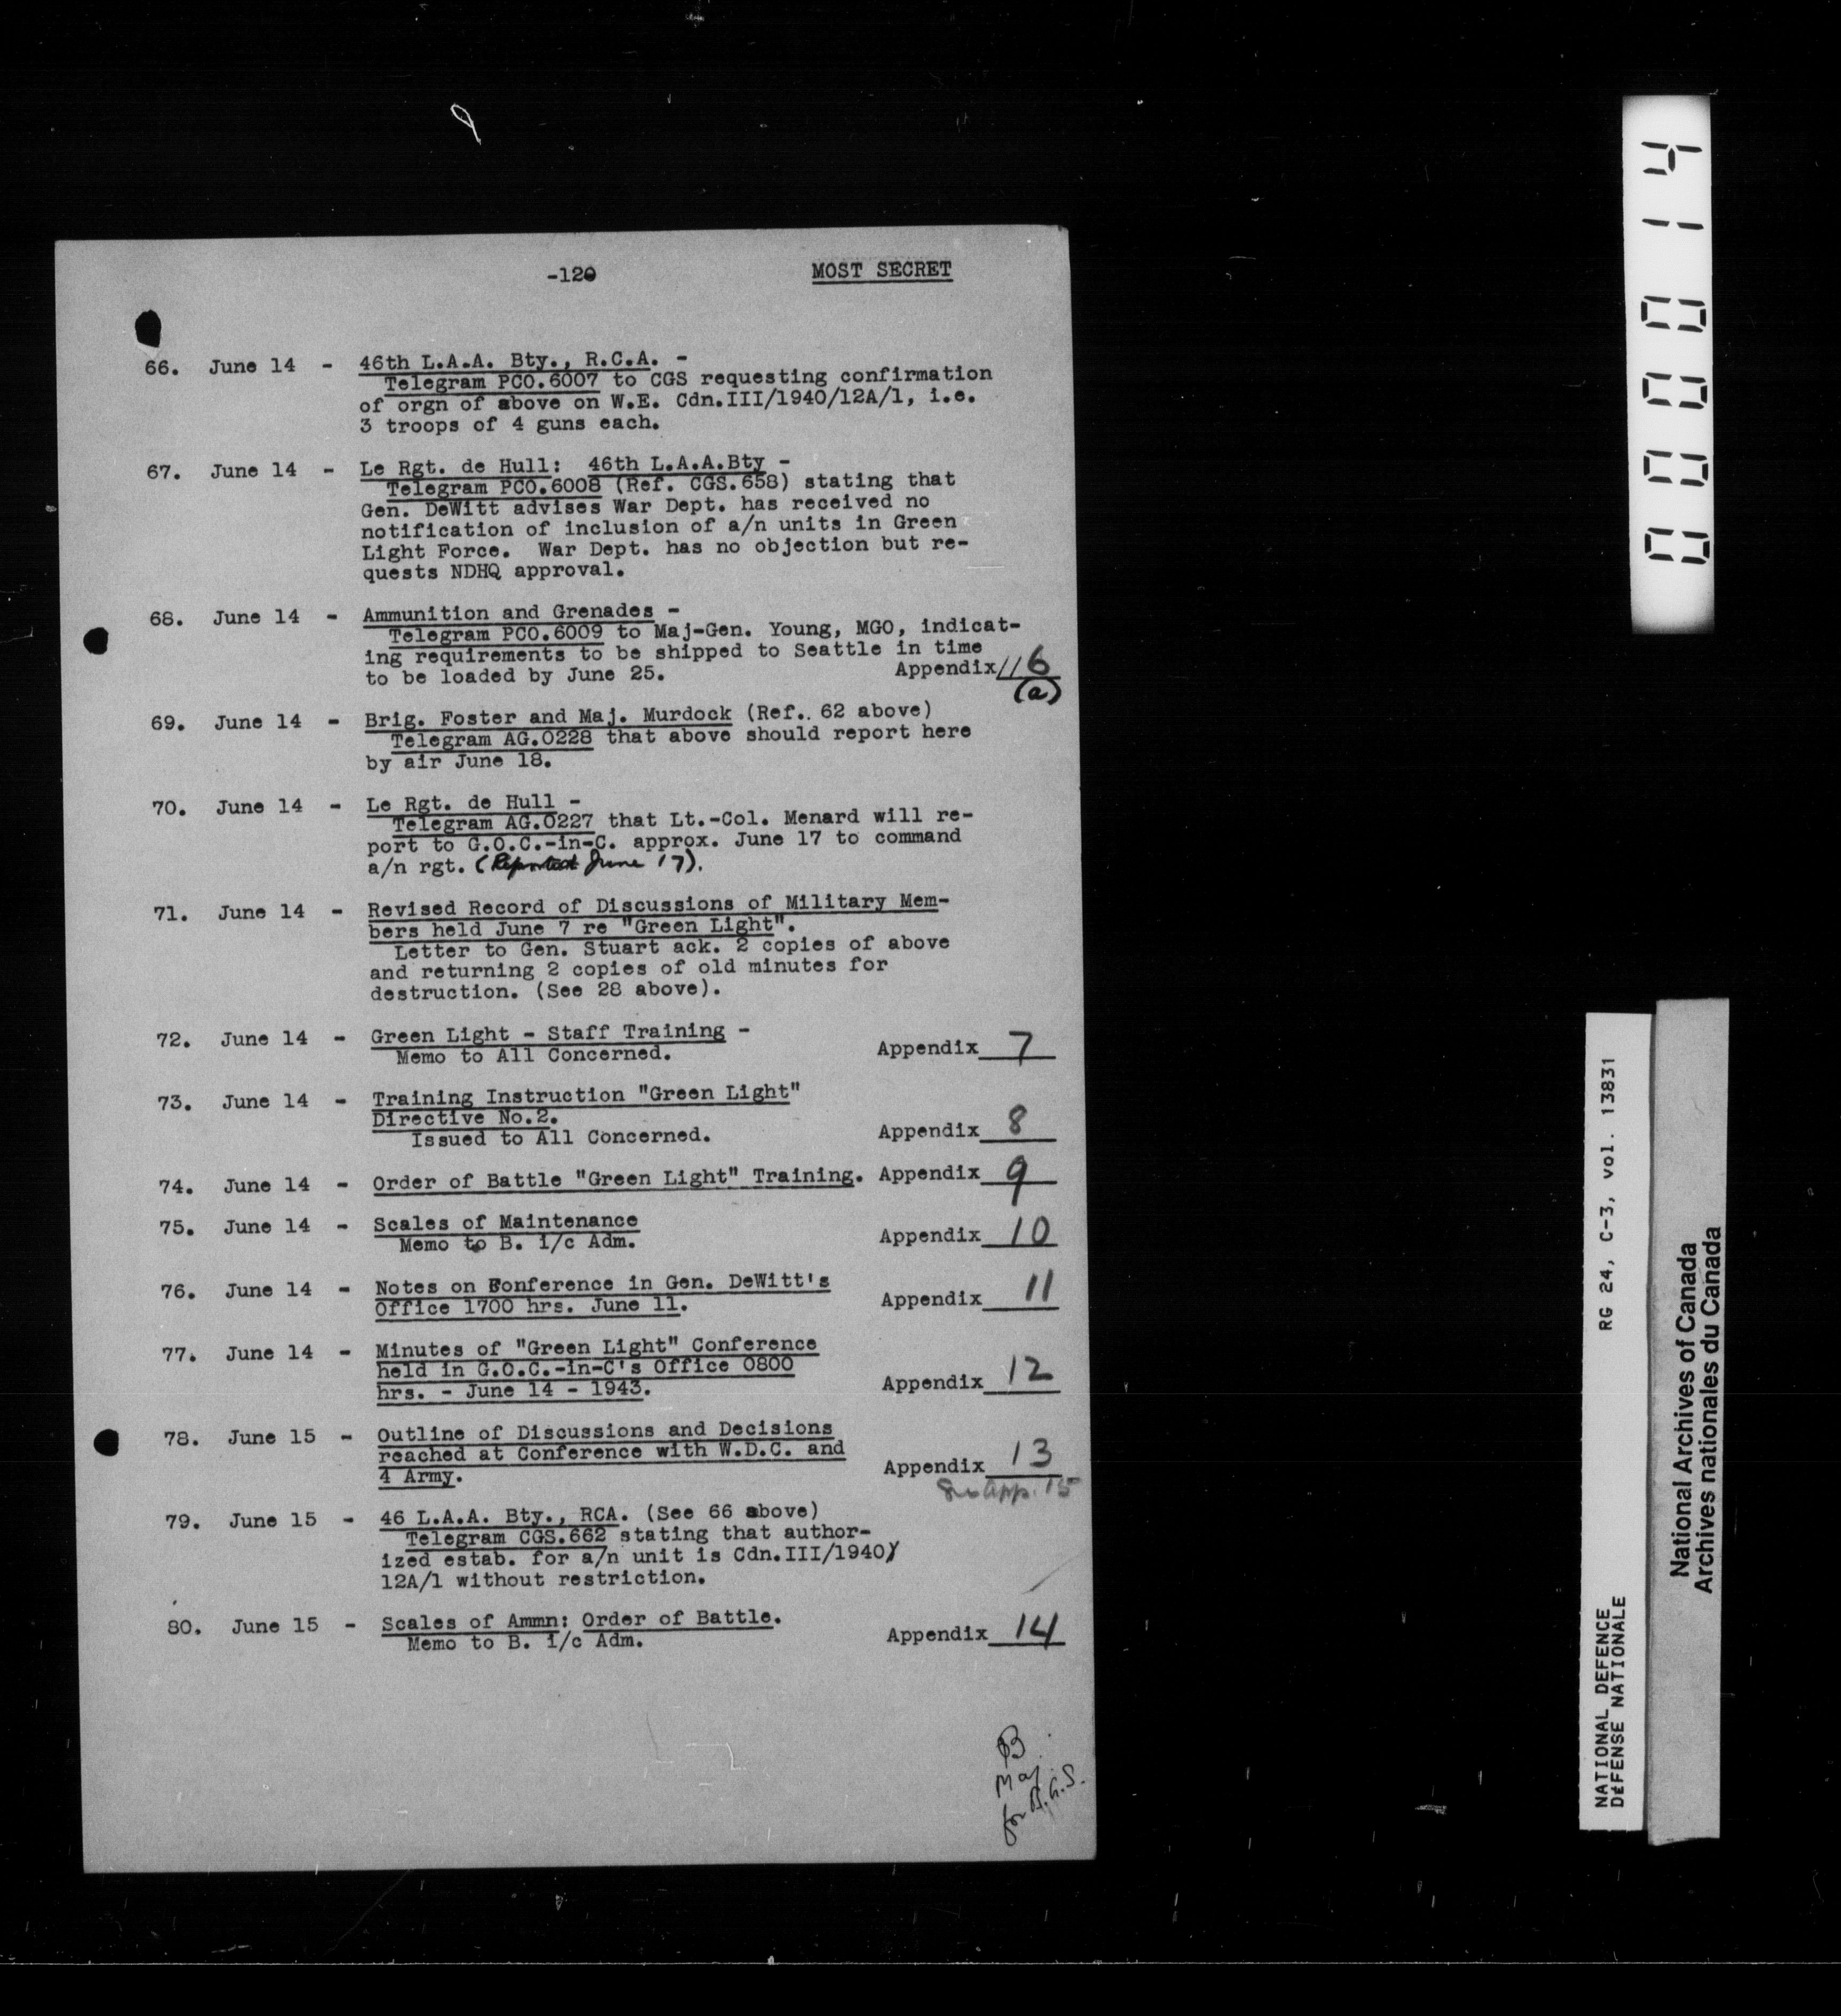 -120
MOST SECRET
66. June 14 - 46th L.A.A. Bty., R.C.A. -
Telegram PCO.6007 to CGS requesting confirmation
of orgn of above on W.E. Cdn.III/1940/12A/1, i.e.
3 troops of 4 guns each.
67. June 14 - Le Rgt. de Hull: 46th L.A.A.Bty -
Telegram PCO.6008 (Ref. CGS.658) stating that
Gen. DeWitt advises War Dept. has received no
notification of inclusion of a/n units in Green
Light Force. War Dept. has no objection but re-
quests NDHQ approval.
68. June 14 - Ammunition and Grenades -
Telegram PCO.6009 to Maj-Gen. Young, MGO, indicat-
ing requirements to be shipped to Seattle in time
to be loaded by June 25. Appendix//6
(a)
69. June 14 - Brig. Foster and Maj. Murdock (Ref. 62 above)
Telegram AG.0228 that above should report here
by air June 18.
70. June 14 - Le Rgt. de Hull -
Telegram AG.0227 that Lt.-Col. Menard will re-
port to G.O.C.-in-C. approx. June 17 to command
a/n rgt. (Reported June 17).
71. June 14 - Revised Record of Discussions of Military Mem-
bers held June 7 re "Green Light".
Letter to Gen. Stuart ack. 2 copies of above
and returning 2 copies of old minutes for
destruction. (See 28 above).
72. June 14 - Green Light - Staff Training -
Memo to All Concerned. Appendix 7
73. June 14 - Training Instruction "Green Light"
Directive No.2.
Issued to All Concerned. Appendix 8
74. June 14 - Order of Battle "Green Light" Training. Appendix 9
75. June 14 - Scales of Maintenance
Memo to B. i/c Adm. Appendix 10
76. June 14 - Notes on Conference in Gen. DeWitt's
Office 1700 hrs. June 11. Appendix 11
77. June 14 - Minutes of "Green Light" Conference
held in G.O.C.-in-C's Office 0800
hrs. - June 14 - 1943. Appendix 12
78. June 15 - Outline of Discussions and Decisions
reached at Conference with W.D.C. and
4 Army. Appendix 13
See App. 15
79. June 15 - 46 L.A.A. Bty., RCA. (See 66 above)
Telegram CGS.662 stating that author-
ized estab. for a/n unit is Cdn.III/1940/
12A/1 without restriction.
80. June 15 - Scales of Ammn: Order of Battle.
Memo to B. i/c Adm. Appendix 14
Maj
for B.G.S.
000014
RG 24, C-3, vol. 13831
NATIONAL DEFENCE
DÉFENSE NATIONALE
National Archives of Canada
Archives nationales du Canada